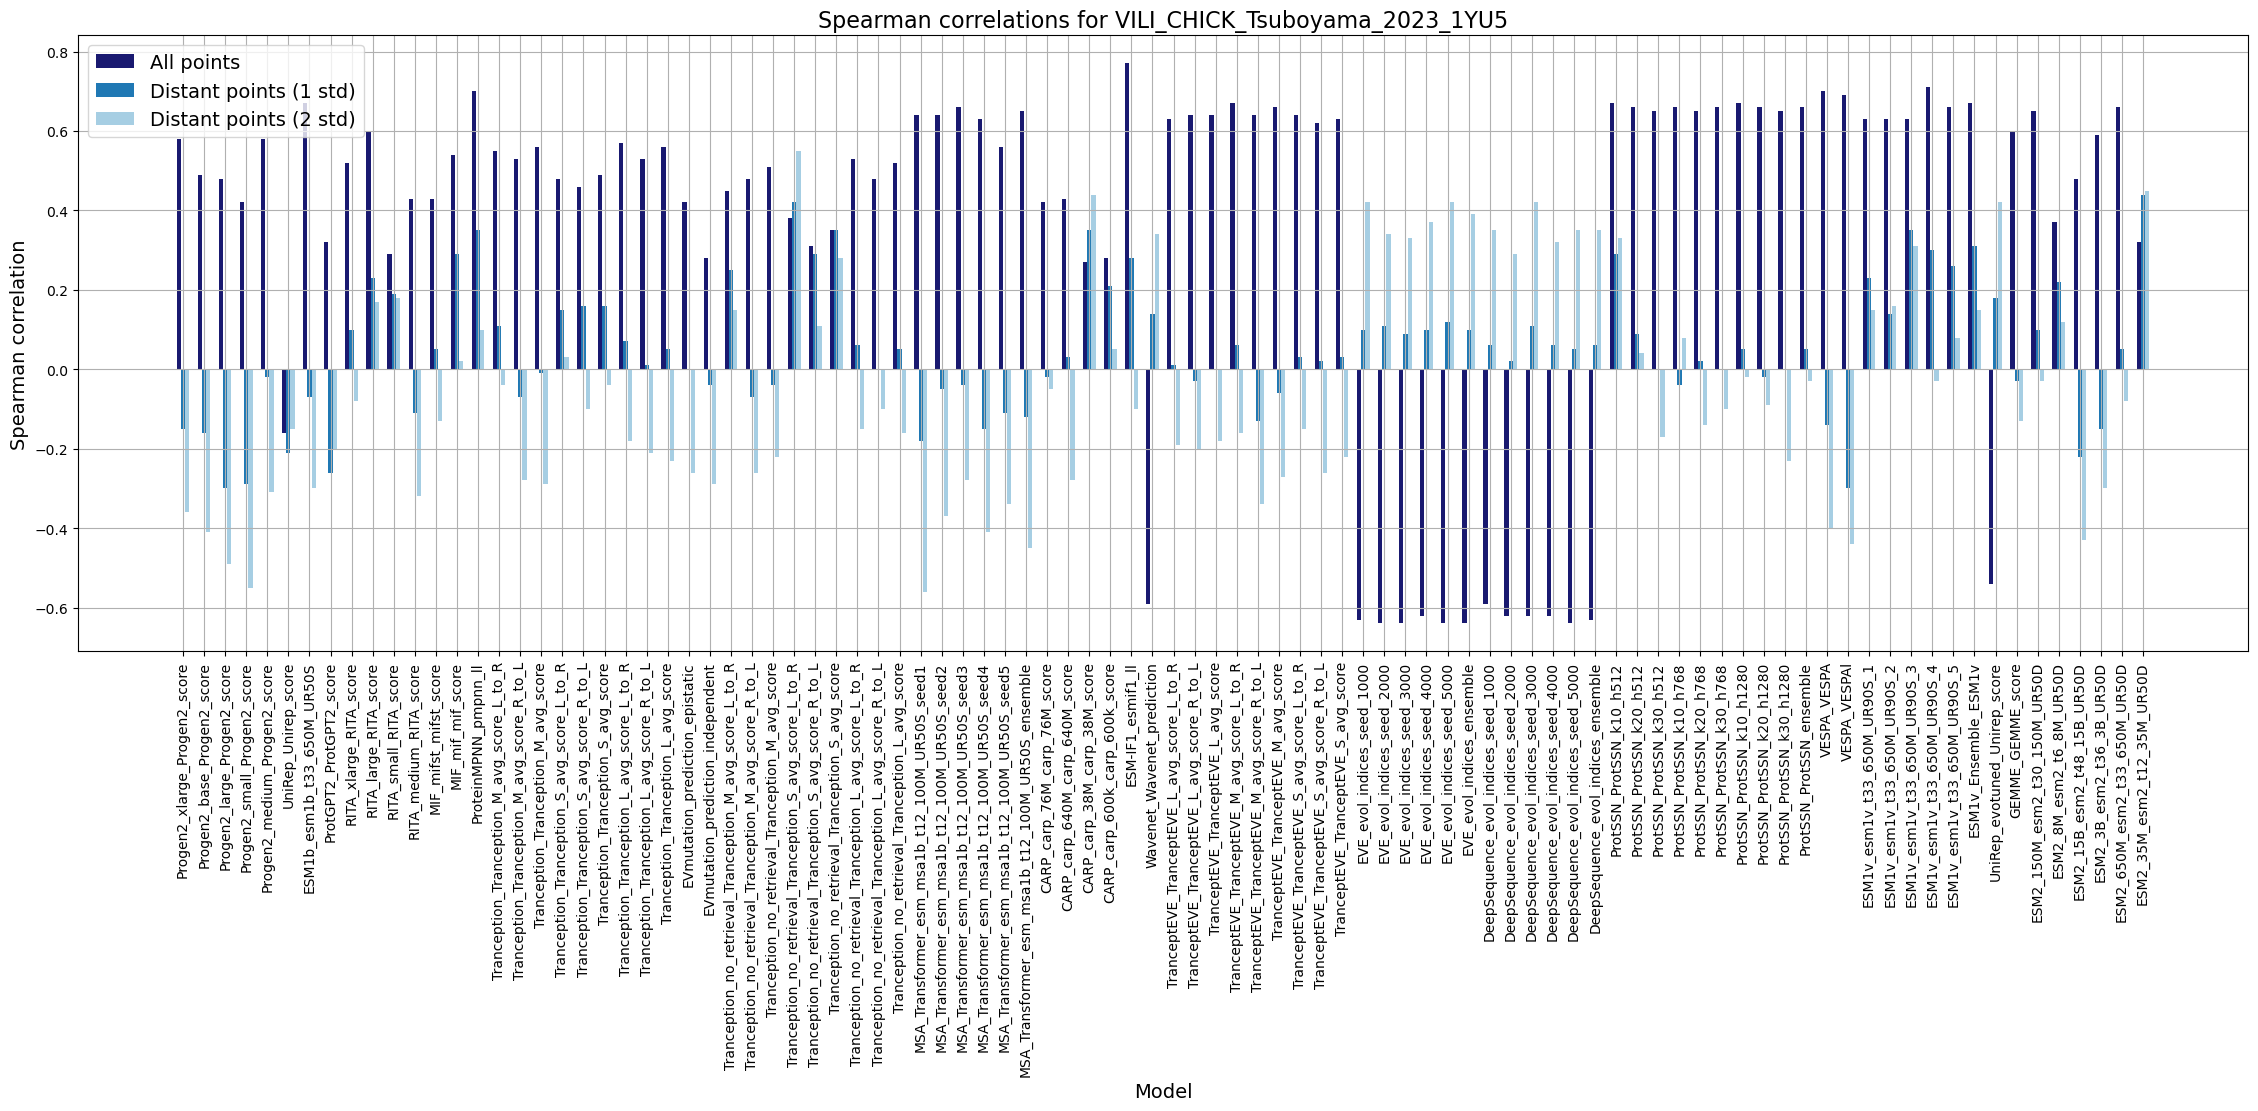 Spearman correlations for VILI_CHICK_Tsuboyama_2023_1YU5
All points
Distant points (1 std)
Distant points (2 std)
Spearman correlation
0.8
0.6
0.4
0.2
0.0
−0.2
−0.4
−0.6
Progen2_xlarge_Progen2_score
Progen2_base_Progen2_score
Progen2_large_Progen2_score
Progen2_small_Progen2_score
Progen2_medium_Progen2_score
UniRep_Unirep_score
ESM1b_esm1b_t33_650M_UR50S
ProtGPT2_ProtGPT2_score
RITA_xlarge_RITA_score
RITA_large_RITA_score
RITA_small_RITA_score
RITA_medium_RITA_score
MIF_mifst_mifst_score
MIF_mif_mif_score
ProteinMPNN_pmpnn_ll
Tranception_Tranception_M_avg_score_L_to_R
Tranception_Tranception_M_avg_score_R_to_L
Tranception_Tranception_M_avg_score
Tranception_Tranception_S_avg_score_L_to_R
Tranception_Tranception_S_avg_score_R_to_L
Tranception_Tranception_S_avg_score
Tranception_Tranception_L_avg_score_L_to_R
Tranception_Tranception_L_avg_score_R_to_L
Tranception_Tranception_L_avg_score
EVmutation_prediction_epistatic
EVmutation_prediction_independent
Tranception_no_retrieval_Tranception_M_avg_score_L_to_R
Tranception_no_retrieval_Tranception_M_avg_score_R_to_L
Tranception_no_retrieval_Tranception_M_avg_score
Tranception_no_retrieval_Tranception_S_avg_score_L_to_R
Tranception_no_retrieval_Tranception_S_avg_score_R_to_L
Tranception_no_retrieval_Tranception_S_avg_score
Tranception_no_retrieval_Tranception_L_avg_score_L_to_R
Tranception_no_retrieval_Tranception_L_avg_score_R_to_L
Tranception_no_retrieval_Tranception_L_avg_score
MSA_Transformer_esm_msa1b_t12_100M_UR50S_seed1
MSA_Transformer_esm_msa1b_t12_100M_UR50S_seed2
MSA_Transformer_esm_msa1b_t12_100M_UR50S_seed3
MSA_Transformer_esm_msa1b_t12_100M_UR50S_seed4
MSA_Transformer_esm_msa1b_t12_100M_UR50S_seed5
MSA_Transformer_esm_msa1b_t12_100M_UR50S_ensemble
CARP_carp_76M_carp_76M_score
CARP_carp_640M_carp_640M_score
CARP_carp_38M_carp_38M_score
CARP_carp_600k_carp_600k_score
ESM-IF1_esmif1_ll
Wavenet_Wavenet_prediction
TranceptEVE_TranceptEVE_L_avg_score_L_to_R
TranceptEVE_TranceptEVE_L_avg_score_R_to_L
TranceptEVE_TranceptEVE_L_avg_score
TranceptEVE_TranceptEVE_M_avg_score_L_to_R
TranceptEVE_TranceptEVE_M_avg_score_R_to_L
TranceptEVE_TranceptEVE_M_avg_score
TranceptEVE_TranceptEVE_S_avg_score_L_to_R
TranceptEVE_TranceptEVE_S_avg_score_R_to_L
TranceptEVE_TranceptEVE_S_avg_score
EVE_evol_indices_seed_1000
EVE_evol_indices_seed_2000
EVE_evol_indices_seed_3000
EVE_evol_indices_seed_4000
EVE_evol_indices_seed_5000
EVE_evol_indices_ensemble
DeepSequence_evol_indices_seed_1000
DeepSequence_evol_indices_seed_2000
DeepSequence_evol_indices_seed_3000
DeepSequence_evol_indices_seed_4000
DeepSequence_evol_indices_seed_5000
DeepSequence_evol_indices_ensemble
ProtSSN_ProtSSN_k10_h512
ProtSSN_ProtSSN_k20_h512
ProtSSN_ProtSSN_k30_h512
ProtSSN_ProtSSN_k10_h768
ProtSSN_ProtSSN_k20_h768
ProtSSN_ProtSSN_k30_h768
ProtSSN_ProtSSN_k10_h1280
ProtSSN_ProtSSN_k20_h1280
ProtSSN_ProtSSN_k30_h1280
ProtSSN_ProtSSN_ensemble
VESPA_VESPA
VESPA_VESPAl
ESM1v_esm1v_t33_650M_UR90S_1
ESM1v_esm1v_t33_650M_UR90S_2
ESM1v_esm1v_t33_650M_UR90S_3
ESM1v_esm1v_t33_650M_UR90S_4
ESM1v_esm1v_t33_650M_UR90S_5
ESM1v_Ensemble_ESM1v
UniRep_evotuned_Unirep_score
GEMME_GEMME_score
ESM2_150M_esm2_t30_150M_UR50D
ESM2_8M_esm2_t6_8M_UR50D
ESM2_15B_esm2_t48_15B_UR50D
ESM2_3B_esm2_t36_3B_UR50D
ESM2_650M_esm2_t33_650M_UR50D
ESM2_35M_esm2_t12_35M_UR50D
Model